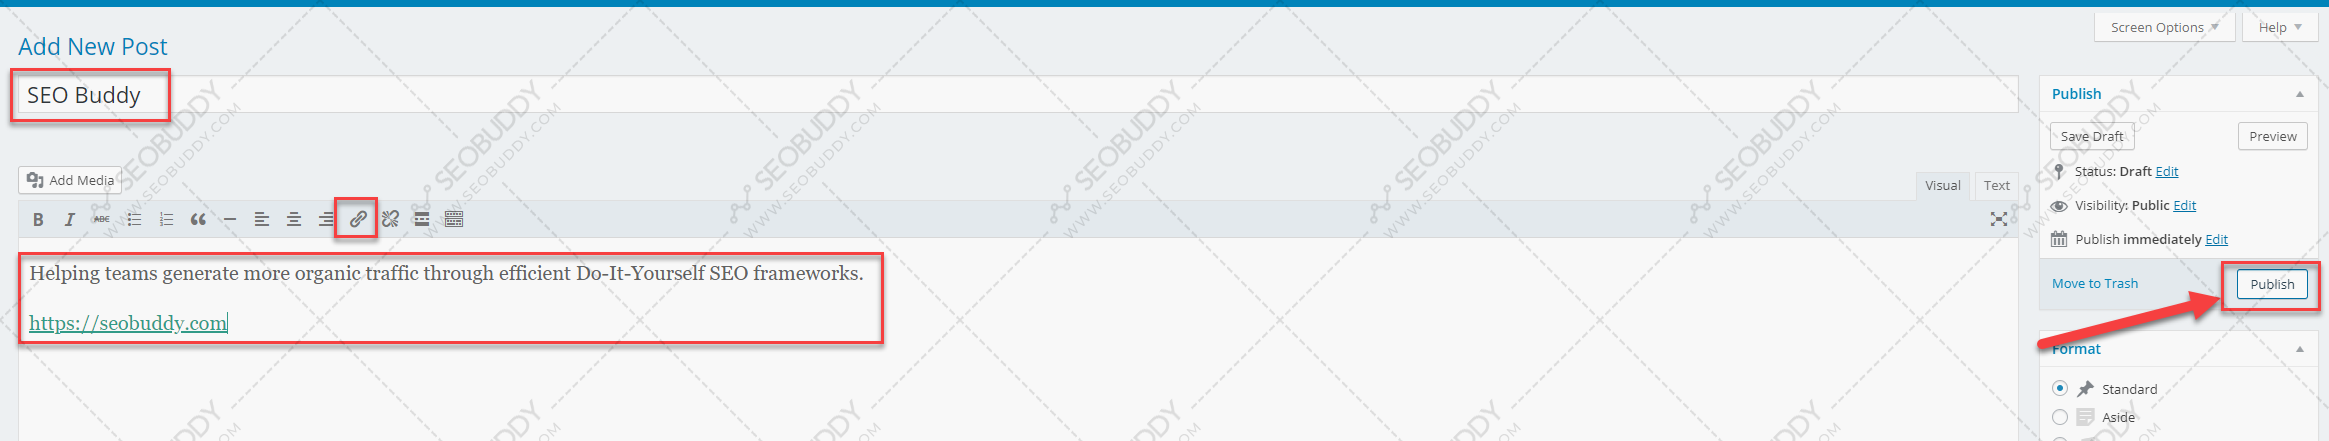 Screen Options
Help
Add New Post
SEO Buddy
Publish
Save Draft
Preview
Add Media
Status: Draft Edit
Visual
Text
Visibility: Public Edit
B I ABC
Publish immediately Edit
Helping teams generate more organic traffic through efficient Do-It-Yourself SEO frameworks.
Move to Trash
Publish
https://seobuddy.com
Format
Standard
Aside
SEOBUDDY
WWW.SEOBUDDY.COM